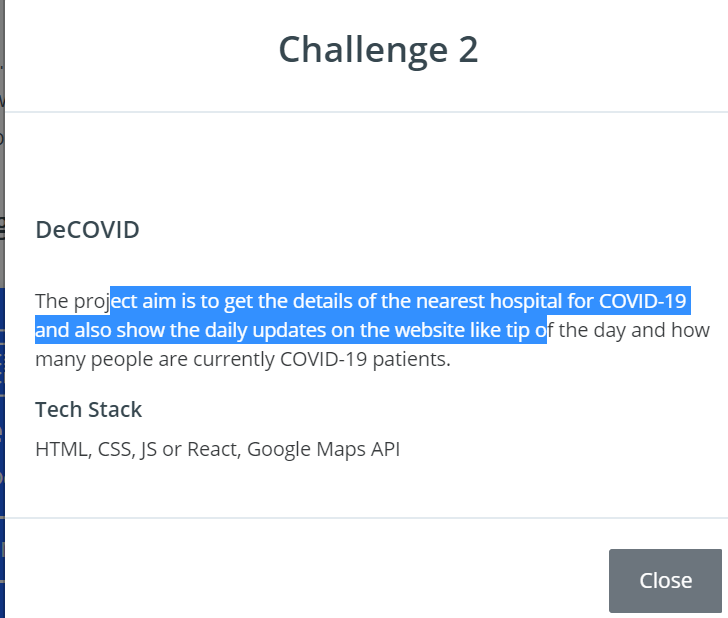 Challenge 2
DeCOVID
The project aim is to get the details of the nearest hospital for COVID-19
and also show the daily updates on the website like tip of the day and how
many people are currently COVID-19 patients.
Tech Stack
HTML, CSS, JS or React, Google Maps API
Close